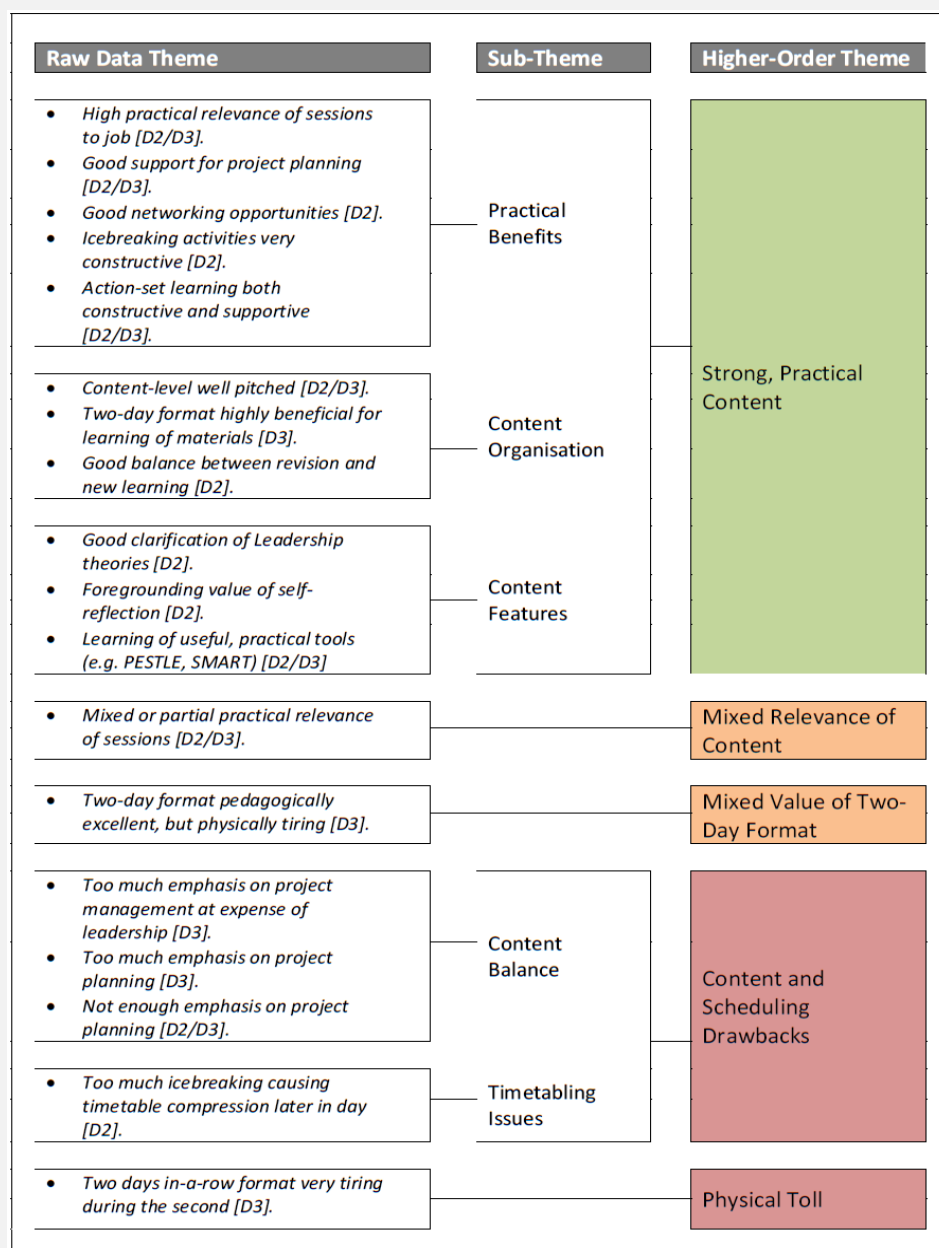 Raw Data Theme
Sub-Theme
Higher-Order Theme
• High practical relevance of sessions
to job [D2/D3].
• Good support for project planning
[D2/D3].
• Good networking opportunities [D2].
• Icebreaking activities very
constructive [D2].
• Action-set learning both
constructive and supportive
[D2/D3].
Practical
Benefits
• Content-level well pitched [D2/D3].
• Two-day format highly beneficial for
learning of materials [D3].
• Good balance between revision and
new learning [D2].
Content
Organisation
• Good clarification of Leadership
theories [D2].
• Foregrounding value of self-
reflection [D2].
• Learning of useful, practical tools
(e.g. PESTLE, SMART) [D2/D3]
Content
Features
Strong, Practical
Content
• Mixed or partial practical relevance
of sessions [D2/D3].
Mixed Relevance of
Content
• Two-day format pedagogically
excellent, but physically tiring [D3].
Mixed Value of Two-
Day Format
• Too much emphasis on project
management at expense of
leadership [D3].
• Too much emphasis on project
planning [D3].
• Not enough emphasis on project
planning [D2/D3].
Content
Balance
• Too much icebreaking causing
timetable compression later in day
[D2].
Timetabling
Issues
Content and
Scheduling
Drawbacks
• Two days in-a-row format very tiring
during the second [D3].
Physical Toll